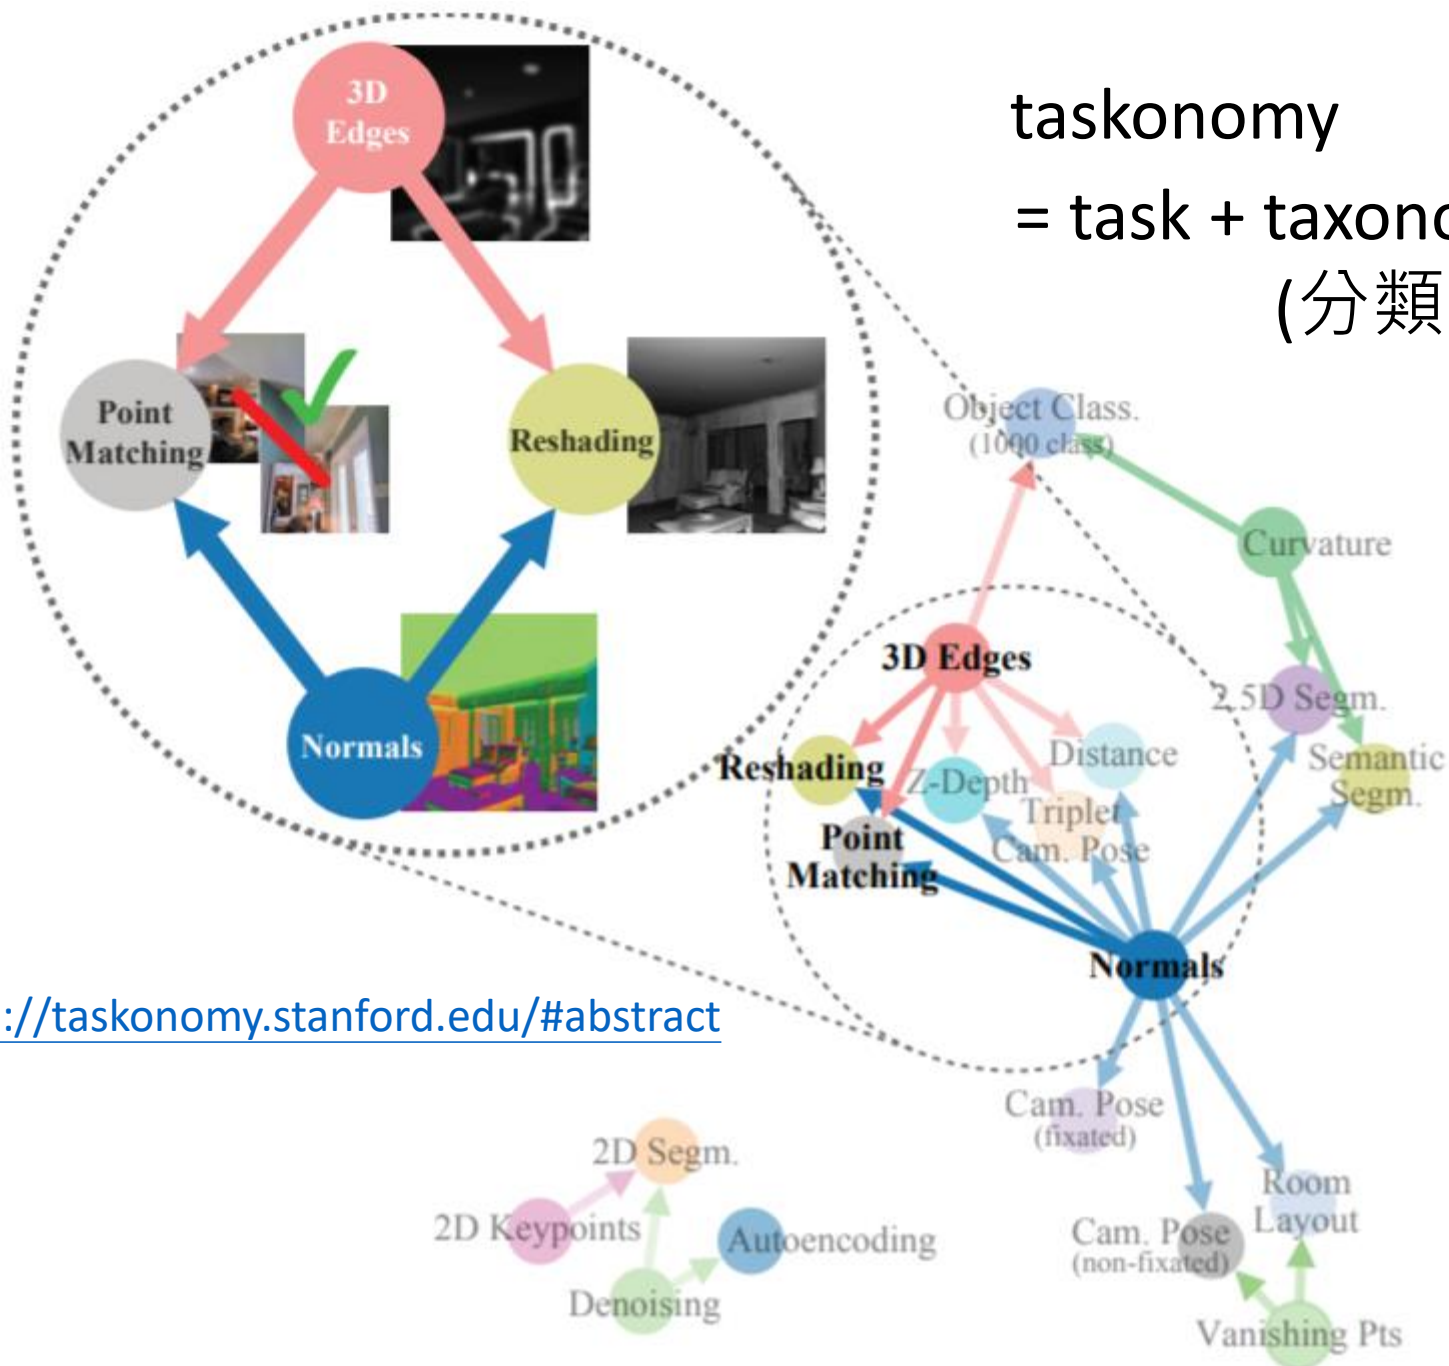 taskonomy
= task + taxono
(分類
3D
Edges
Point
Matching
Reshading
Normals
Object Class.
(1000 class)
Curvature
3D Edges
2.5D Segm.
Reshading
Z-Depth
Distance
Semantic
Segm.
Triplet
Cam. Pose
Point
Matching
Normals
://taskonomy.stanford.edu/#abstract
Cam. Pose
(fixated)
2D Segm.
2D Keypoints
Autoencoding
Denoising
Room
Layout
Cam. Pose
(non-fixated)
Vanishing Pts